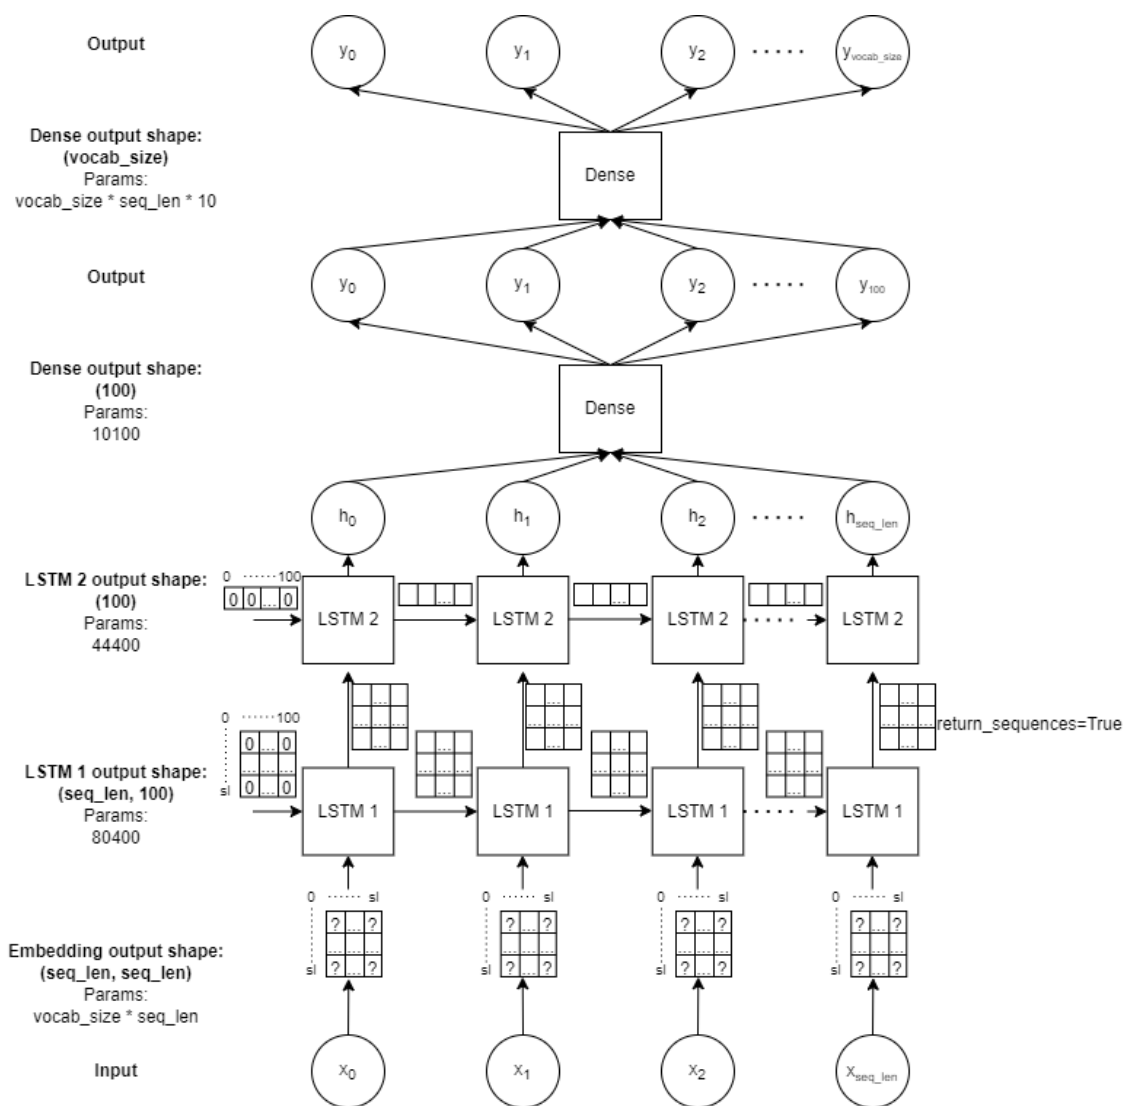 Output
y0 y1 y2 ..... yvocab_size
Dense output shape:
(vocab_size)
Params:
vocab_size * seq_len * 10
Dense
Output
y0 y1 y2 ..... y100
Dense output shape:
(100)
Params:
10100
Dense
h0 h1 h2 ..... hseq_len
LSTM 2 output shape:
(100)
Params:
44400
0 ...... 100
0 0 ... 0
... ... ...
LSTM 2 LSTM 2 LSTM 2 ..... LSTM 2
return_sequences=True
LSTM 1 output shape:
(seq_len, 100)
Params:
80400
0 ...... 100
0 ... 0
... ... ...
0 ... 0
sl
LSTM 1 LSTM 1 LSTM 1 ..... LSTM 1
Embedding output shape:
(seq_len, seq_len)
Params:
vocab_size * seq_len
0 ...... sl 0 ...... sl 0 ...... sl 0 ...... sl
? ... ? ? ... ? ? ... ? ? ... ?
... ... ... ... ... ... ... ... ... ... ... ...
? ... ? ? ... ? ? ... ? ? ... ?
sl sl sl sl
Input
x0 x1 x2 ..... xseq_len